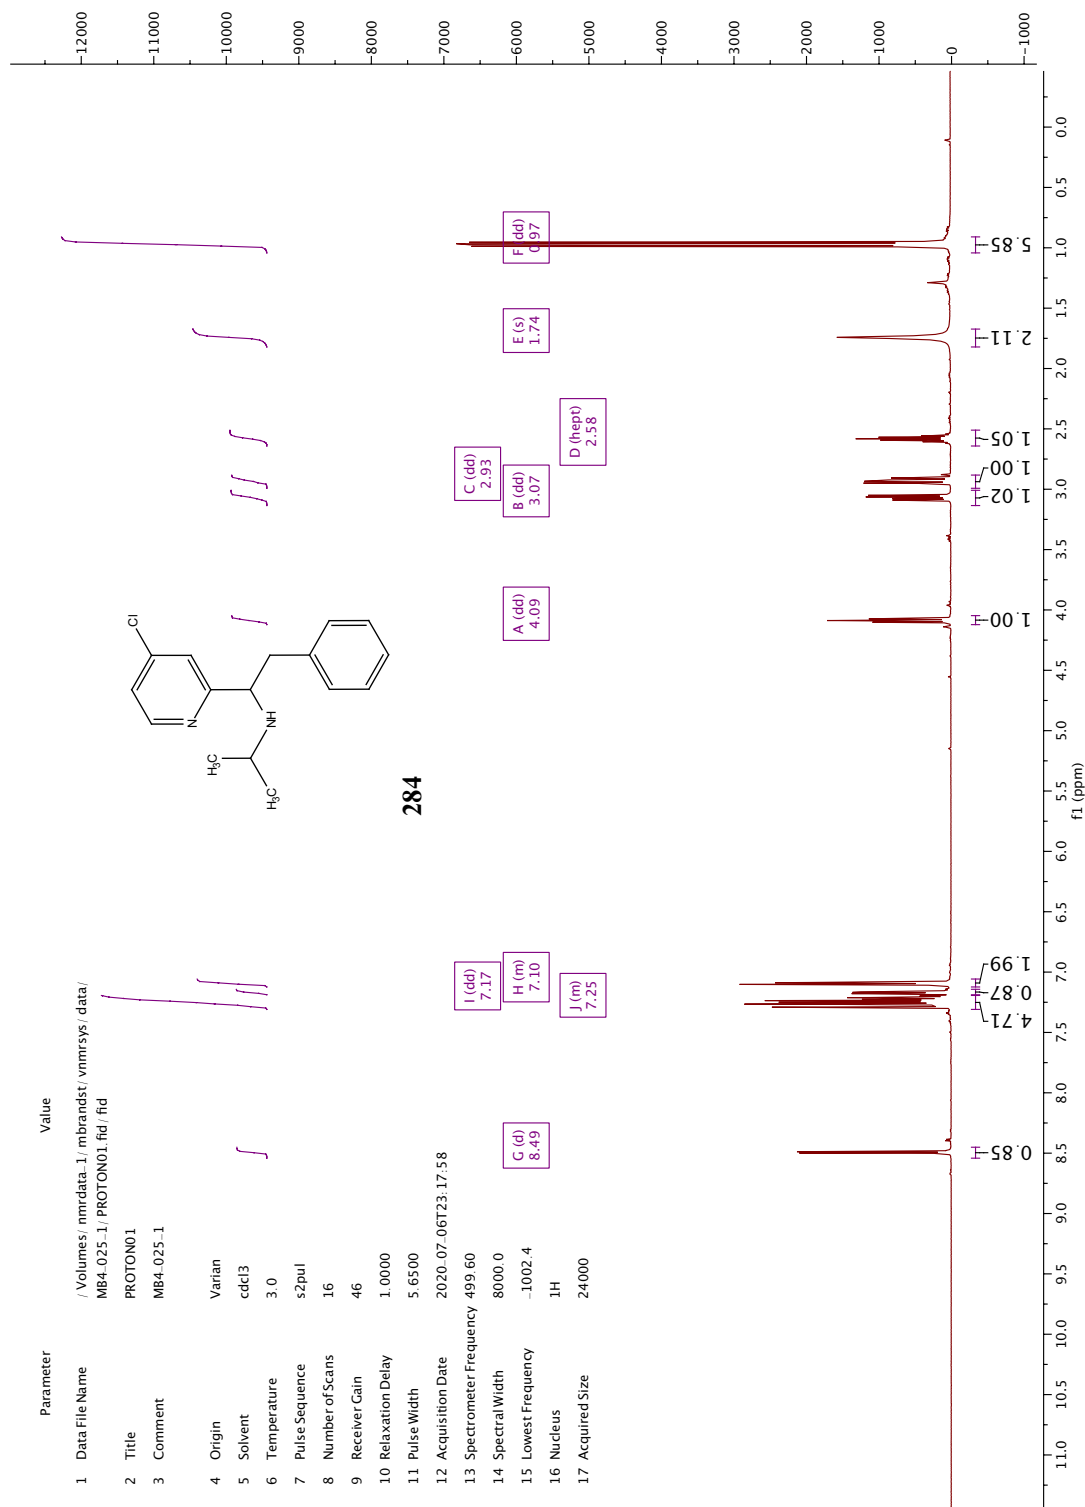 Parameter Value
1 Data File Name / Volumes/ nmrdata_1/ mbrandst/ vnmrsys/ data/
MB4_025_1/ PROTON01.fid/ fid
2 Title PROTON01
3 Comment MB4_025_1
4 Origin Varian
5 Solvent cdcl3
6 Temperature 3.0
7 Pulse Sequence s2pul
8 Number of Scans 16
9 Receiver Gain 46
10 Relaxation Delay 1.0000
11 Pulse Width 5.6500
12 Acquisition Date 2020_07_06T23:17:58
13 Spectrometer Frequency 499.60
14 Spectral Width 8000.0
15 Lowest Frequency _1002.4
16 Nucleus 1H
17 Acquired Size 24000
Cl
N
NH
H3C
H3C
284
G (d)
8.49
I (dd)
7.17
H (m)
7.10
J (m)
7.25
A (dd)
4.09
C (dd)
2.93
B (dd)
3.07
D (hept)
2.58
E (s)
1.74
F (dd)
0.97
12000
11000
10000
9000
8000
7000
6000
5000
4000
3000
2000
1000
0
-1000
0.85
4.71
0.87
1.99
1.00
1.02
1.00
1.05
2.11
5.85
11.0 10.5 10.0 9.5 9.0 8.5 8.0 7.5 7.0 6.5 6.0 5.5 5.0 4.5 4.0 3.5 3.0 2.5 2.0 1.5 1.0 0.5 0.0
f1 (ppm)